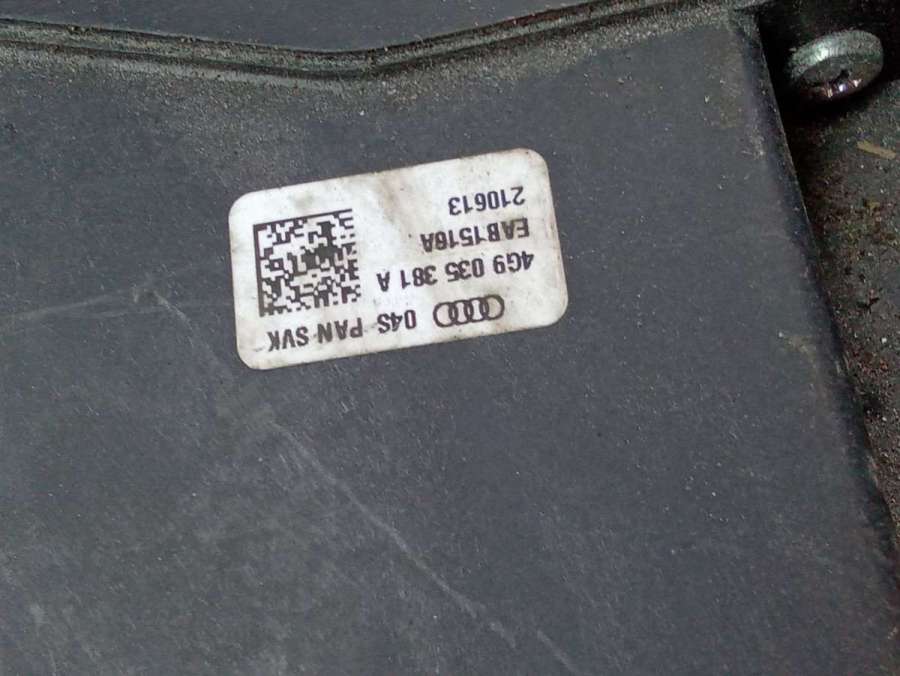 04S PAN SVK
4G9 035 381 A
EAB1516A
210613